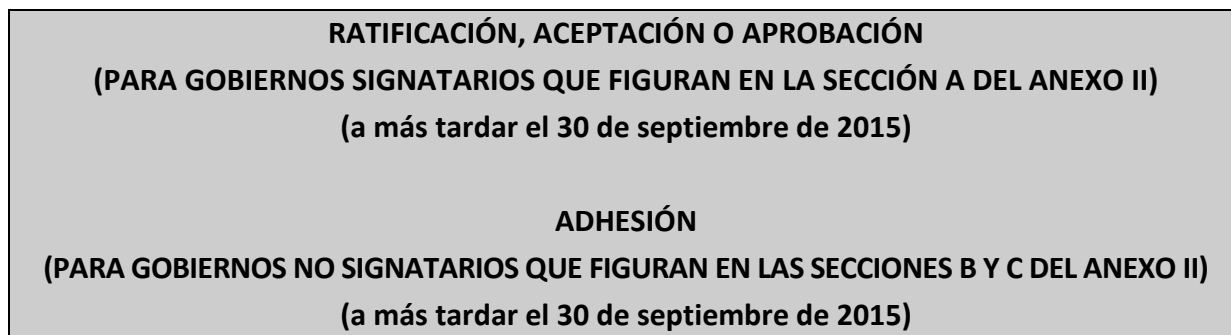 RATIFICACIÓN, ACEPTACIÓN O APROBACIÓN
(PARA GOBIERNOS SIGNATARIOS QUE FIGURAN EN LA SECCIÓN A DEL ANEXO II)
(a más tardar el 30 de septiembre de 2015)
ADHESIÓN
(PARA GOBIERNOS NO SIGNATARIOS QUE FIGURAN EN LAS SECCIONES B Y C DEL ANEXO II)
(a más tardar el 30 de septiembre de 2015)